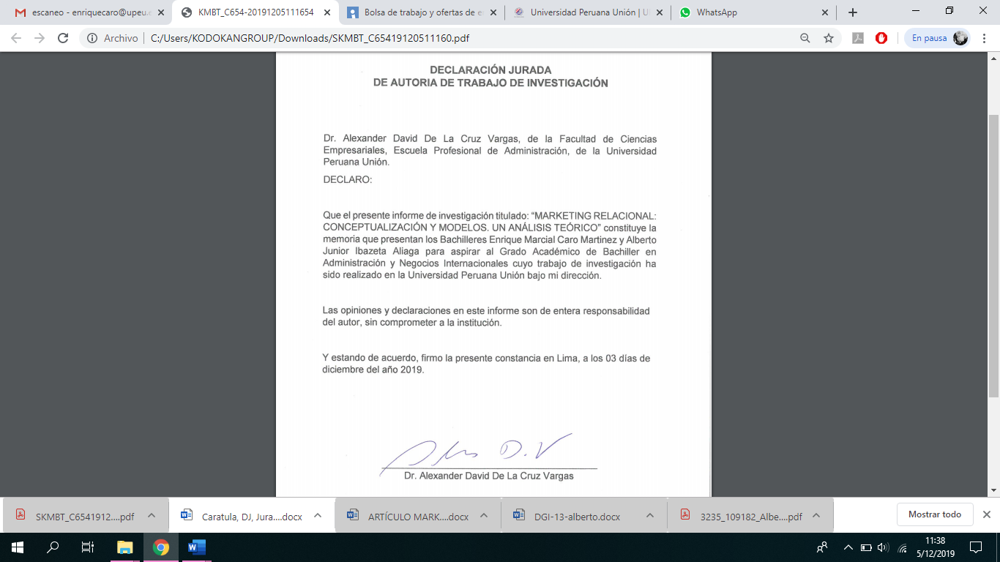 escaneo - enriquecaro@upeu.e
KMBT_C654-20191205111654
Bolsa de trabajo y ofertas de e
Universidad Peruana Unión | U
WhatsApp
Archivo
C:/Users/KODOKANGROUP/Downloads/SKMBT_C65419120511160.pdf
En pausa
DECLARACIÓN JURADA
DE AUTORIA DE TRABAJO DE INVESTIGACIÓN
Dr. Alexander David De La Cruz Vargas, de la Facultad de Ciencias
Empresariales, Escuela Profesional de Administración, de la Universidad
Peruana Unión.
DECLARO:
Que el presente informe de investigación titulado: “MARKETING RELACIONAL:
CONCEPTUALIZACIÓN Y MODELOS. UN ANÁLISIS TEÓRICO” constituye la
memoria que presentan los Bachilleres Enrique Marcial Caro Martinez y Alberto
Junior Ibazeta Aliaga para aspirar al Grado Académico de Bachiller en
Administración y Negocios Internacionales cuyo trabajo de investigación ha
sido realizado en la Universidad Peruana Unión bajo mi dirección.
Las opiniones y declaraciones en este informe son de entera responsabilidad
del autor, sin comprometer a la institución.
Y estando de acuerdo, firmo la presente constancia en Lima, a los 03 días de
diciembre del año 2019.
Dr. Alexander David De La Cruz Vargas
SKMBT_C6541912....pdf
Caratula, DJ, Jura....docx
ARTÍCULO MARK....docx
DGI-13-alberto.docx
3235_109182_Albe....pdf
Mostrar todo
11:38
5/12/2019